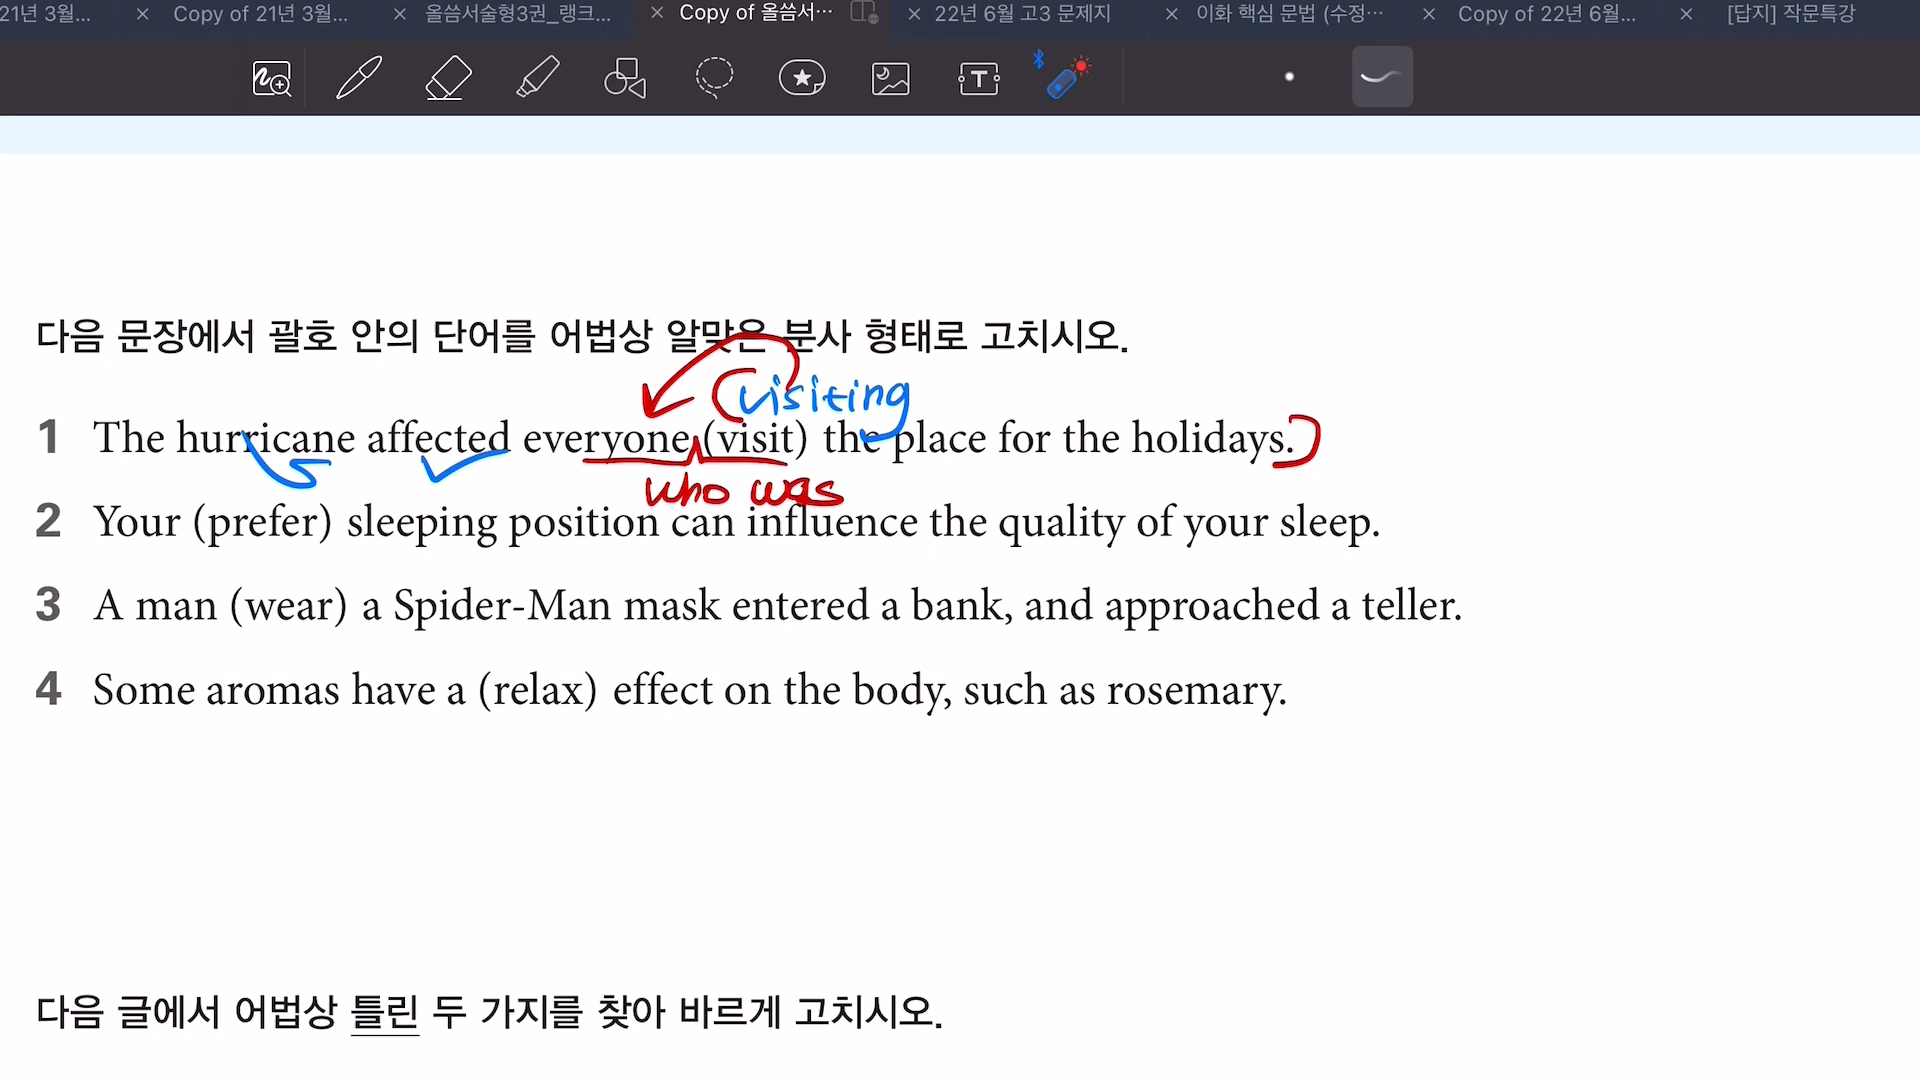 21년 3월... × Copy of 21년 3월... × 올씀서술형3권_랭크... × Copy of 올씀서... × 22년 6월 고3 문제지 × 이화 핵심 문법 (수정... × Copy of 22년 6월... × [답지] 작문특강
T
다음 문장에서 괄호 안의 단어를 어법상 알맞은 분사 형태로 고치시오.
visiting
1 The hurricane affected everyone (visit) the place for the holidays.
who was
2 Your (prefer) sleeping position can influence the quality of your sleep.
3 A man (wear) a Spider-Man mask entered a bank, and approached a teller.
4 Some aromas have a (relax) effect on the body, such as rosemary.
다음 글에서 어법상 틀린 두 가지를 찾아 바르게 고치시오.